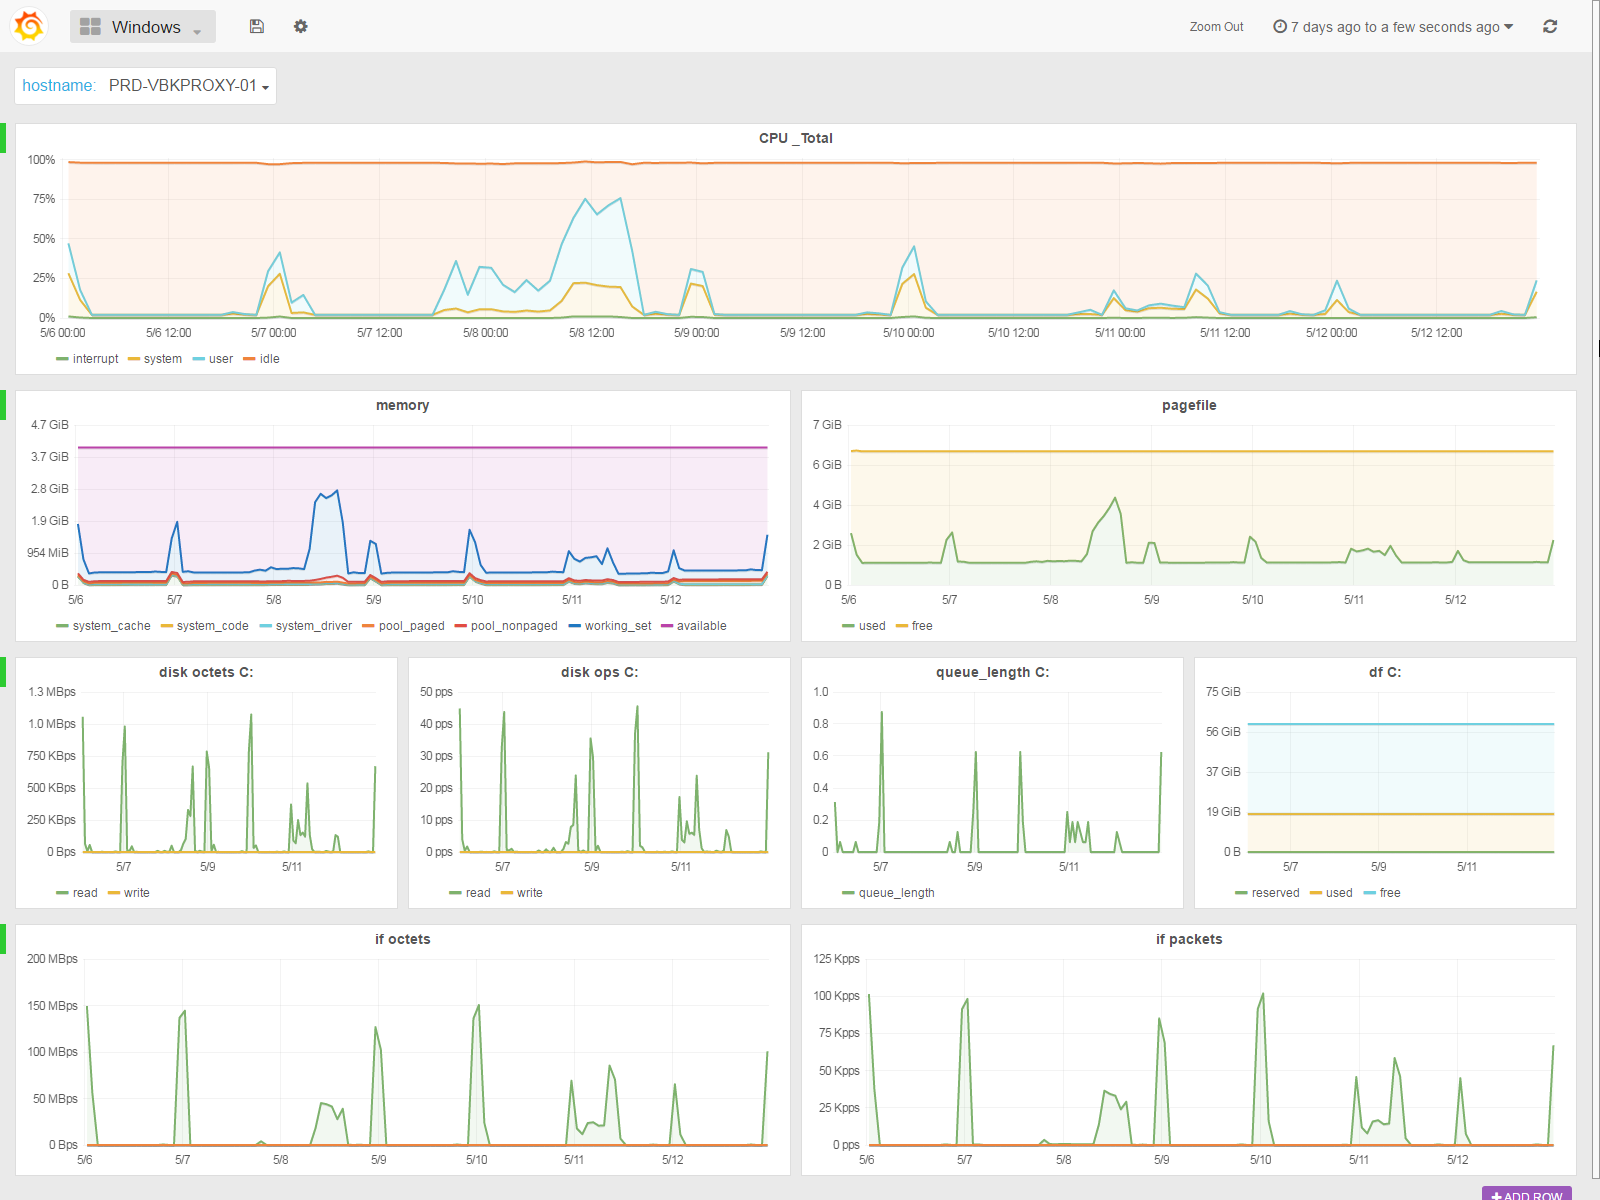 Windows
Zoom Out 7 days ago to a few seconds ago
hostname: PRD-VBKPROXY-01
CPU _Total
100%
75%
50%
25%
0%
5/6 00:00 5/6 12:00 5/7 00:00 5/7 12:00 5/8 00:00 5/8 12:00 5/9 00:00 5/9 12:00 5/10 00:00 5/10 12:00 5/11 00:00 5/11 12:00 5/12 00:00 5/12 12:00
interrupt system user idle
memory
4.7 GiB
3.7 GiB
2.8 GiB
1.9 GiB
954 MiB
0 B
5/6 5/7 5/8 5/9 5/10 5/11 5/12
system_cache system_code system_driver pool_paged pool_nonpaged working_set available
pagefile
7 GiB
6 GiB
4 GiB
2 GiB
0 B
5/6 5/7 5/8 5/9 5/10 5/11 5/12
used free
disk octets C:
1.3 MBps
1.0 MBps
750 KBps
500 KBps
250 KBps
0 Bps
5/7 5/9 5/11
read write
disk ops C:
50 pps
40 pps
30 pps
20 pps
10 pps
0 pps
5/7 5/9 5/11
read write
queue_length C:
1.0
0.8
0.6
0.4
0.2
0
5/7 5/9 5/11
queue_length
df C:
75 GiB
56 GiB
37 GiB
19 GiB
0 B
5/7 5/9 5/11
reserved used free
if octets
200 MBps
150 MBps
100 MBps
50 MBps
0 Bps
5/6 5/7 5/8 5/9 5/10 5/11 5/12
if packets
125 Kpps
100 Kpps
75 Kpps
50 Kpps
25 Kpps
0 pps
5/6 5/7 5/8 5/9 5/10 5/11 5/12
ADD ROW